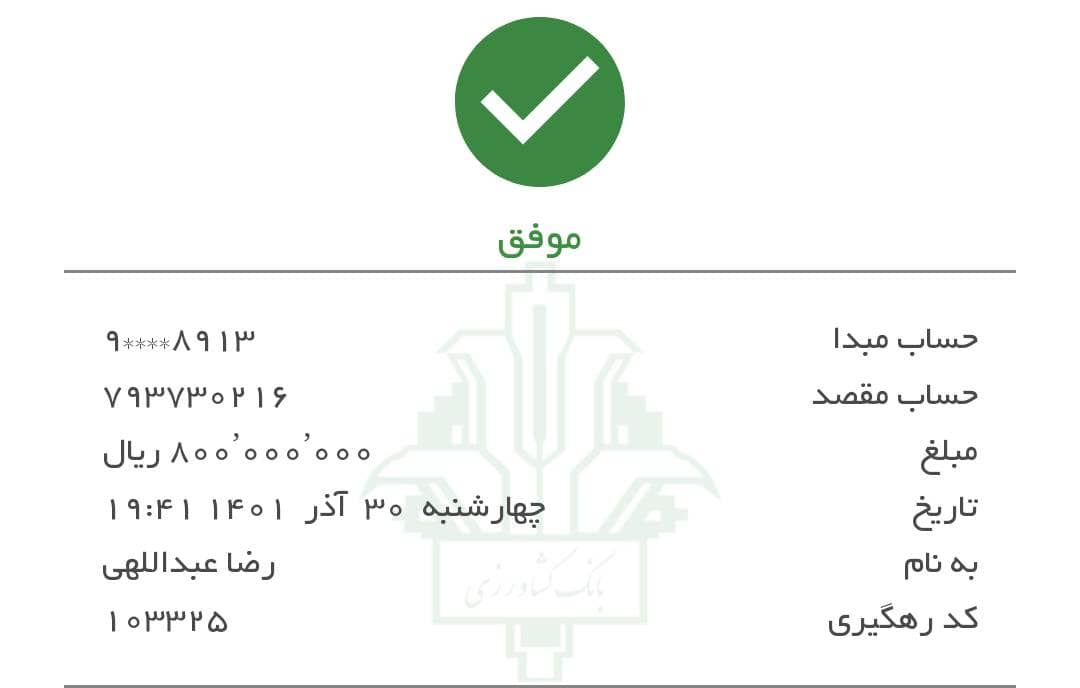 موفق
حساب مبدا ۹****۸۹۱۳
حساب مقصد ۷۹۳۷۳۰۲۱۶
مبلغ ۸۰۰٬۰۰۰٬۰۰۰ ریال
تاریخ چهارشنبه ۳۰ آذر ۱۴۰۱ ۱۹:۴۱
به نام رضا عبداللهی
کد رهگیری ۱۰۳۳۲۵
بانک کشاورزی